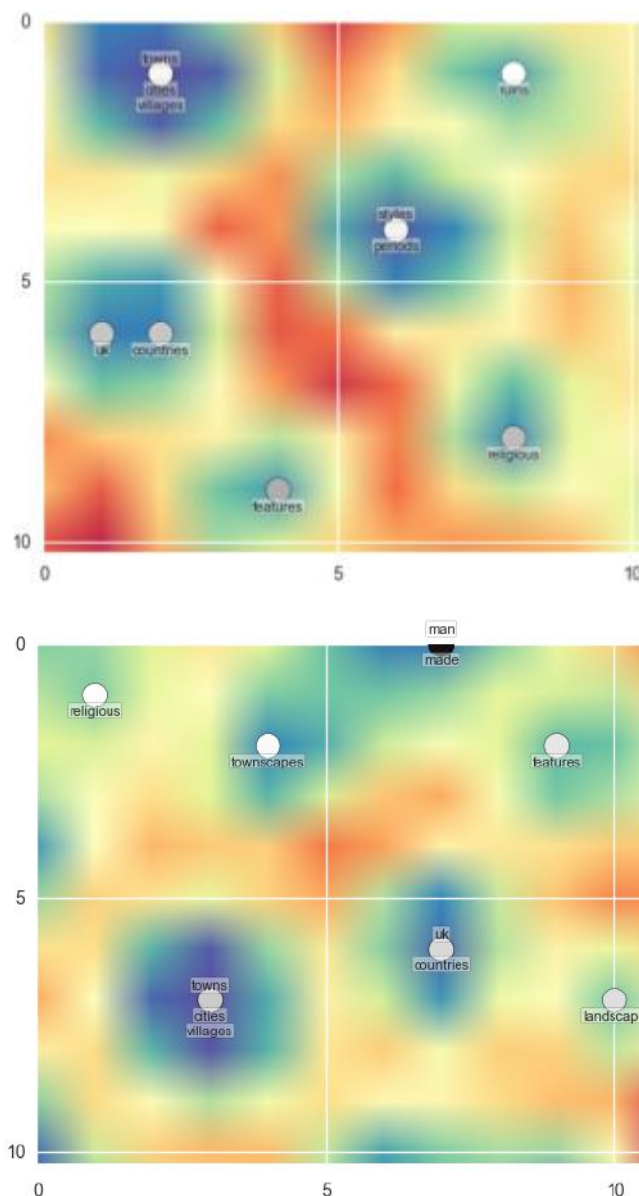 0
towns
cities
villages
ruins
styles
periods
5
uk
countries
religious
features
10
0
5
10
man
0
made
religious
townscapes
features
5
uk
countries
towns
cities
villages
landscap
10
0
5
10